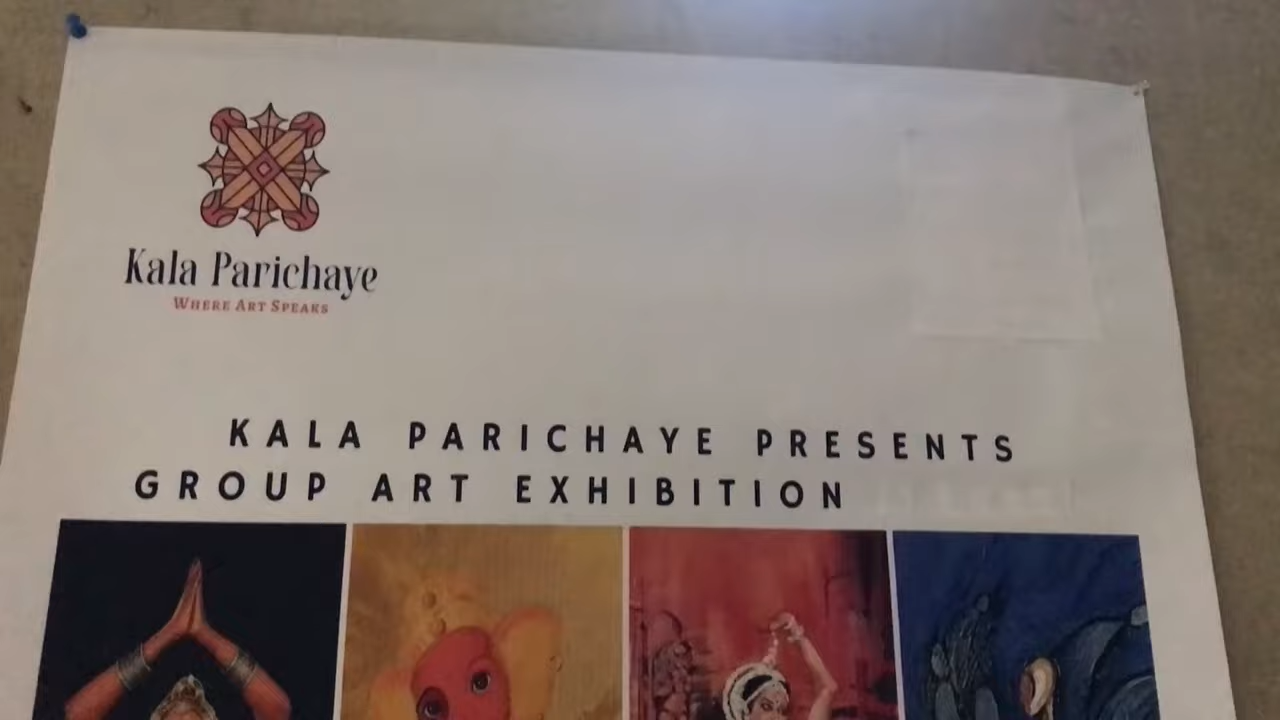 Kala Parichaye
WHERE ART SPEAKS
KALA PARICHAYE PRESENTS
GROUP ART EXHIBITION